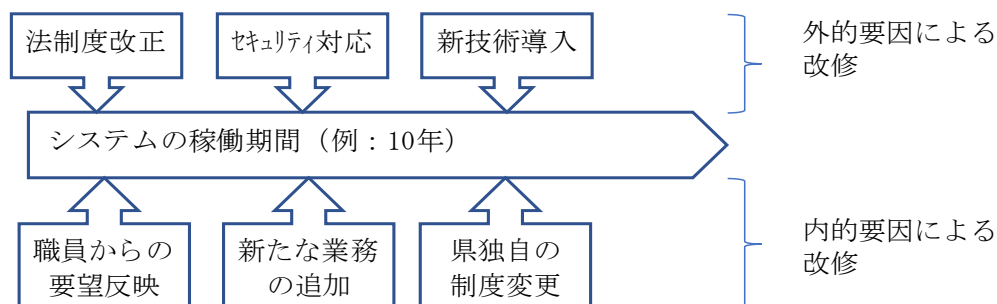 法制度改正
ｾｷｭﾘﾃｨ対応
新技術導入
外的要因による
改修
システムの稼働期間（例：10年）
職員からの
要望反映
新たな業務
の追加
県独自の
制度変更
内的要因による
改修